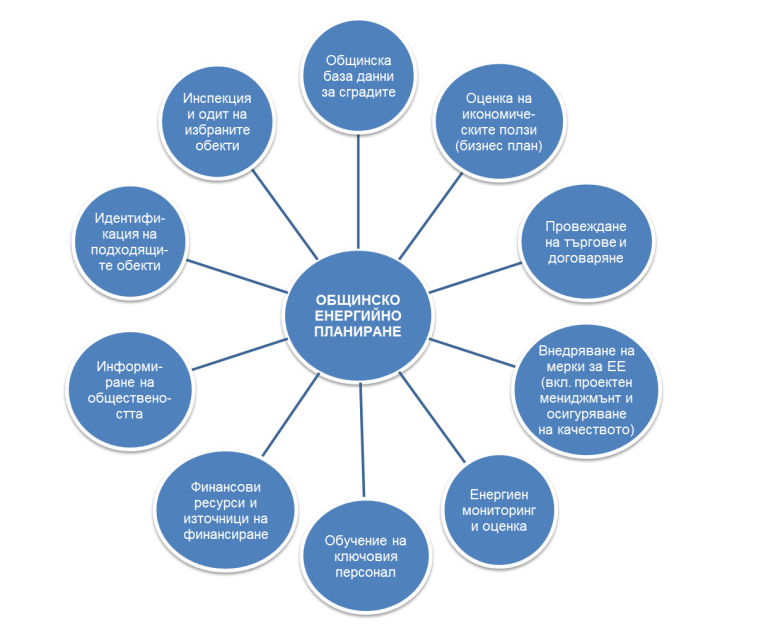 Общинска
база данни
за сградите
Оценка на
икономиче-
ските ползи
(бизнес план)
Провеждане
на търгове и
договаряне
Внедряване на
мерки за ЕЕ
(вкл. проектен
мениджмънт и
осигуряване
на качеството)
Енергиен
мониторинг
и оценка
Обучение на
ключовия
персонал
Финансови
ресурси и
източници на
финансиране
Информи-
ране на
обществено-
стта
Идентифи-
кация на
подходящи-
те обекти
Инспекция
и одит на
избраните
обекти
ОБЩИНСКО
ЕНЕРГИЙНО
ПЛАНИРАНЕ